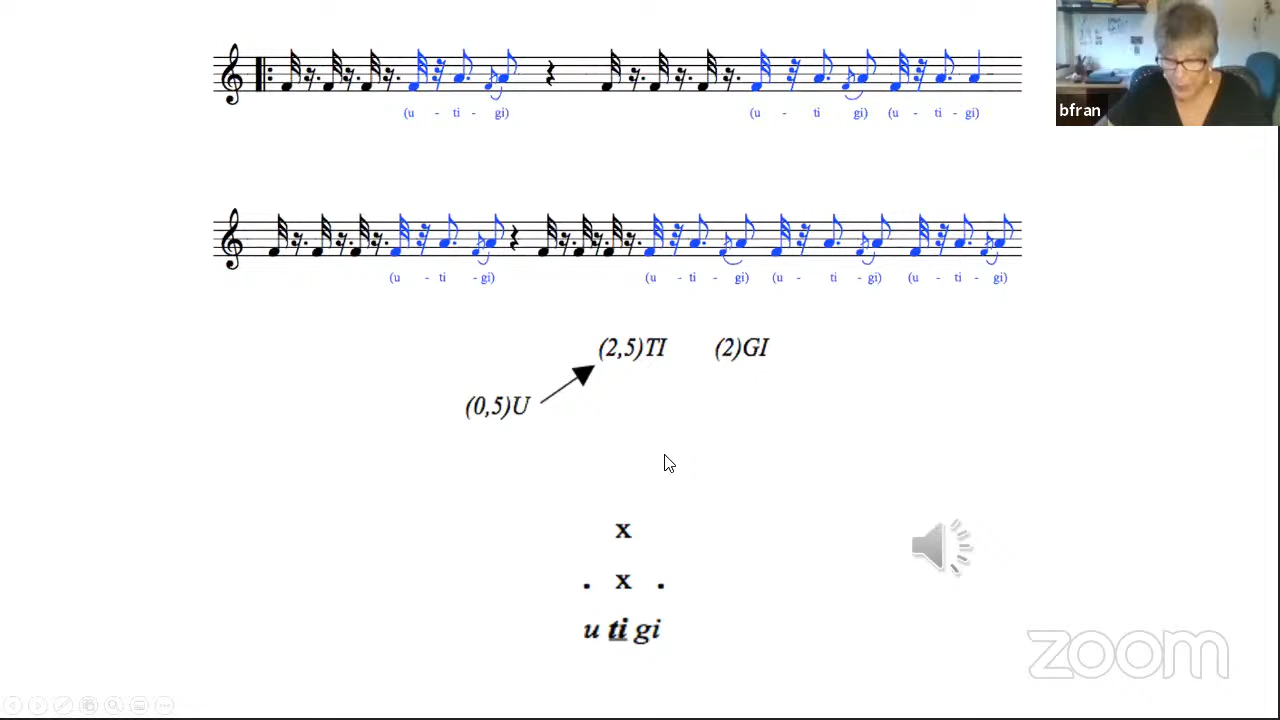 bfran
(u - ti - gi) (u - ti gi) (u - ti - gi)
(u - ti - gi) (u - ti - gi) (u - ti - gi) (u - ti - gi)
(2,5)TI (2)GI
(0,5)U
x
. x .
u ti gi
zoom